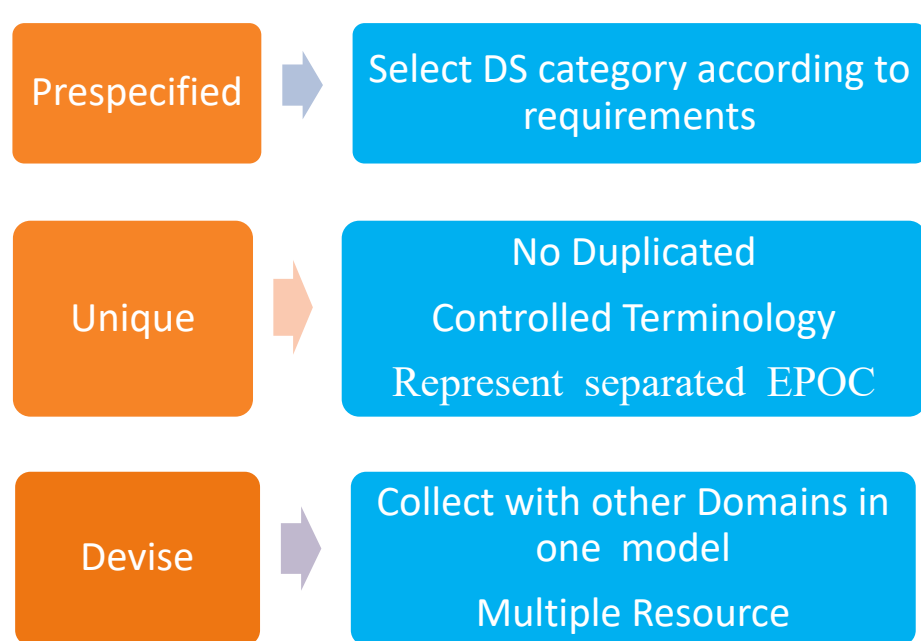 Prespecified
Select DS category according to
requirements
Unique
No Duplicated
Controlled Terminology
Represent separated EPOC
Devise
Collect with other Domains in
one model
Multiple Resource